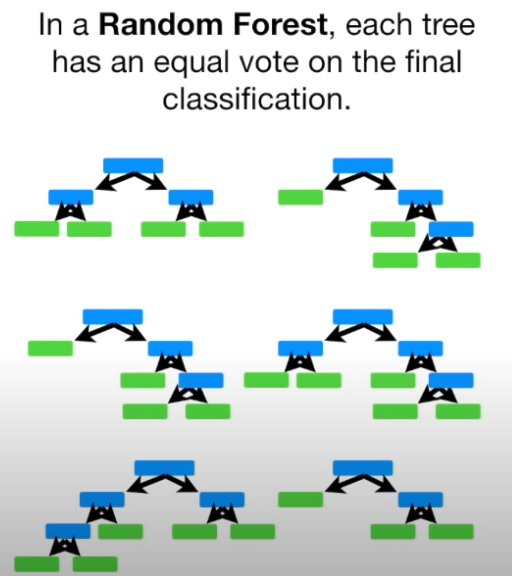 In a Random Forest, each tree
has an equal vote on the final
classification.